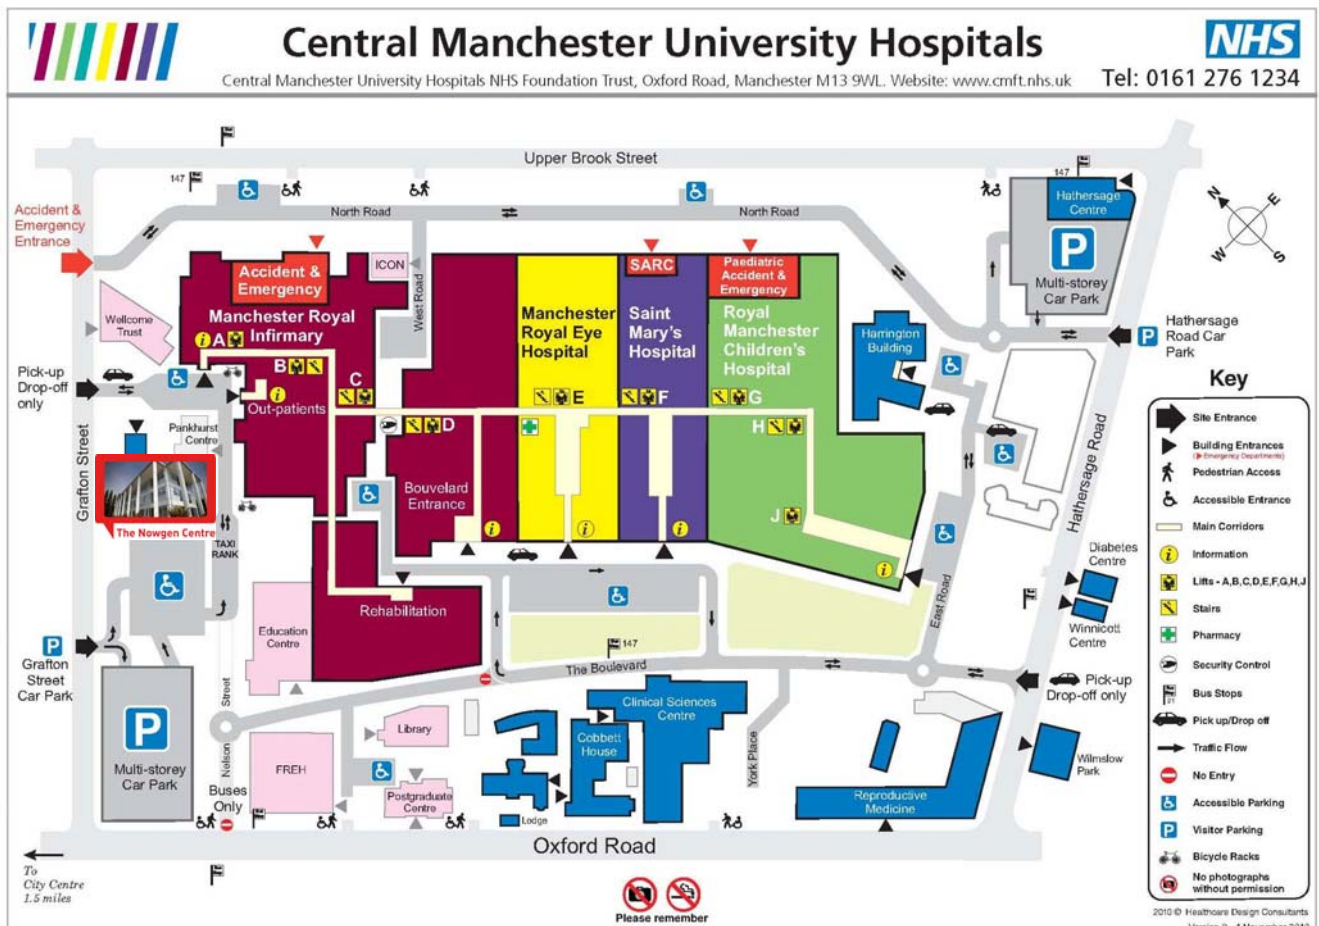 Central Manchester University Hospitals
NHS
Central Manchester University Hospitals NHS Foundation Trust, Oxford Road, Manchester M13 9WL. Website: www.cmft.nhs.uk
Tel: 0161 276 1234
Upper Brook Street
147
147
Hathersage
Centre
P
Multi-storey
Car Park
N
E
W
S
Accident &
Emergency
Entrance
North Road
North Road
West Road
ICON
Accident &
Emergency
Manchester Royal
Infirmary
SARC
Paediatric
Accident &
Emergency
Manchester
Royal Eye
Hospital
Saint
Mary's
Hospital
Royal
Manchester
Children's
Hospital
Harrington
Building
P
Hathersage
Road Car
Park
Wellcome
Trust
i
A
B
C
D
E
F
G
H
J
Pick-up
Drop-off
only
i
Out-patients
Pankhurst
Centre
Grafton Street
The Nowgen Centre
TAXI
RANK
Bouvelard
Entrance
i
i
i
i
Hathersage Road
East Road
Diabetes
Centre
Winnicott
Centre
Rehabilitation
Education
Centre
147
The Boulevard
P
Grafton
Street
Car Park
P
Multi-storey
Car Park
Nelson
Street
Buses
Only
Library
FREH
Postgraduate
Centre
Clinical Sciences
Centre
Cobbett
House
Lodge
York Place
Reproductive
Medicine
Pick-up
Drop-off only
Wilmslow
Park
Oxford Road
To
City Centre
1.5 miles
Please remember
Key
Site Entrance
Building Entrances
( Emergency Departments)
Pedestrian Access
Accessible Entrance
Main Corridors
i
Information
Lifts - A,B,C,D,E,F,G,H,J
Stairs
Pharmacy
Security Control
21
Bus Stops
Pick up/Drop off
Traffic Flow
No Entry
Accessible Parking
P
Visitor Parking
Bicycle Racks
No photographs
without permission
2010 © Healthcare Design Consultants